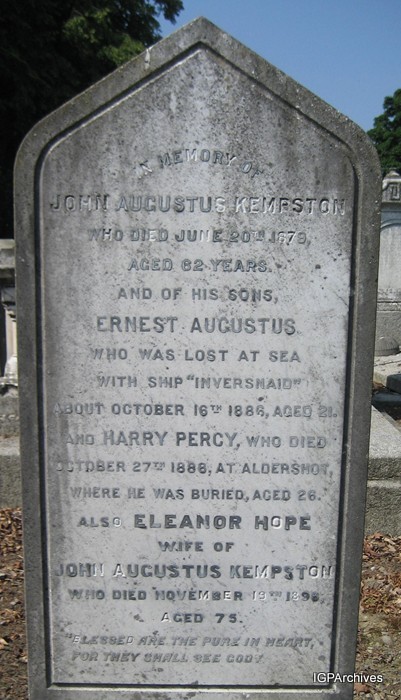 IN MEMORY OF
JOHN AUGUSTUS KEMPSTON
WHO DIED JUNE 20TH 1879,
AGED 62 YEARS.
AND OF HIS SONS,
ERNEST AUGUSTUS
WHO WAS LOST AT SEA
WITH SHIP "INVERSNAID"
ABOUT OCTOBER 16TH 1886, AGED 21.
AND HARRY PERCY, WHO DIED
OCTOBER 27TH 1888, AT ALDERSHOT,
WHERE HE WAS BURIED, AGED 26.
ALSO ELEANOR HOPE
WIFE OF
JOHN AUGUSTUS KEMPSTON
WHO DIED NOVEMBER 19TH 1896
AGED 75.
"BLESSED ARE THE PURE IN HEART,
FOR THEY SHALL SEE GOD."
IGPArchives